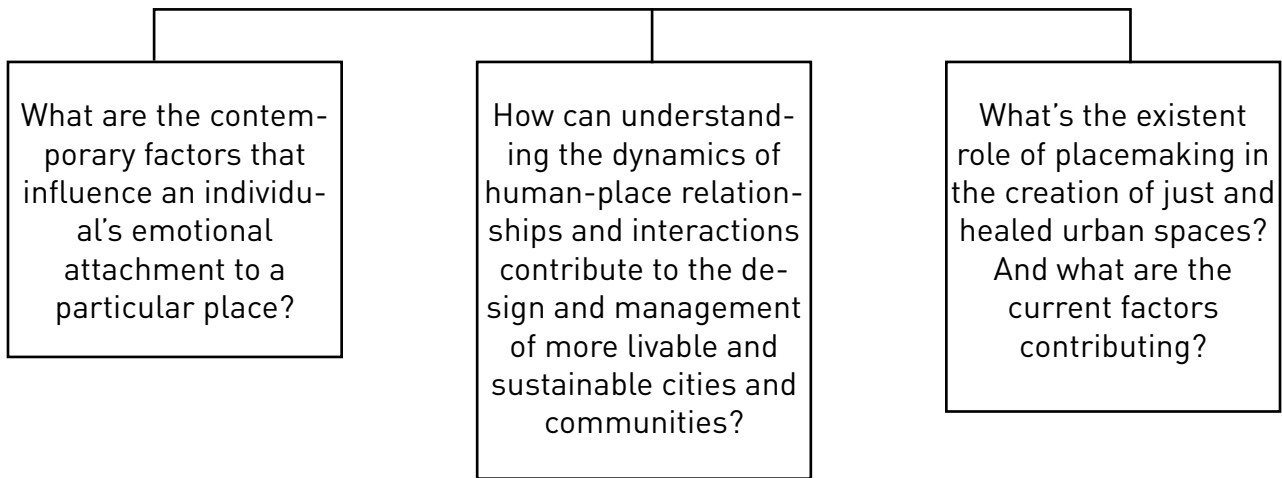 What are the contem-
porary factors that
influence an individu-
al's emotional
attachment to a
particular place?
How can understand-
ing the dynamics of
human-place relation-
ships and interactions
contribute to the de-
sign and management
of more livable and
sustainable cities and
communities?
What's the existent
role of placemaking in
the creation of just and
healed urban spaces?
And what are the
current factors
contributing?